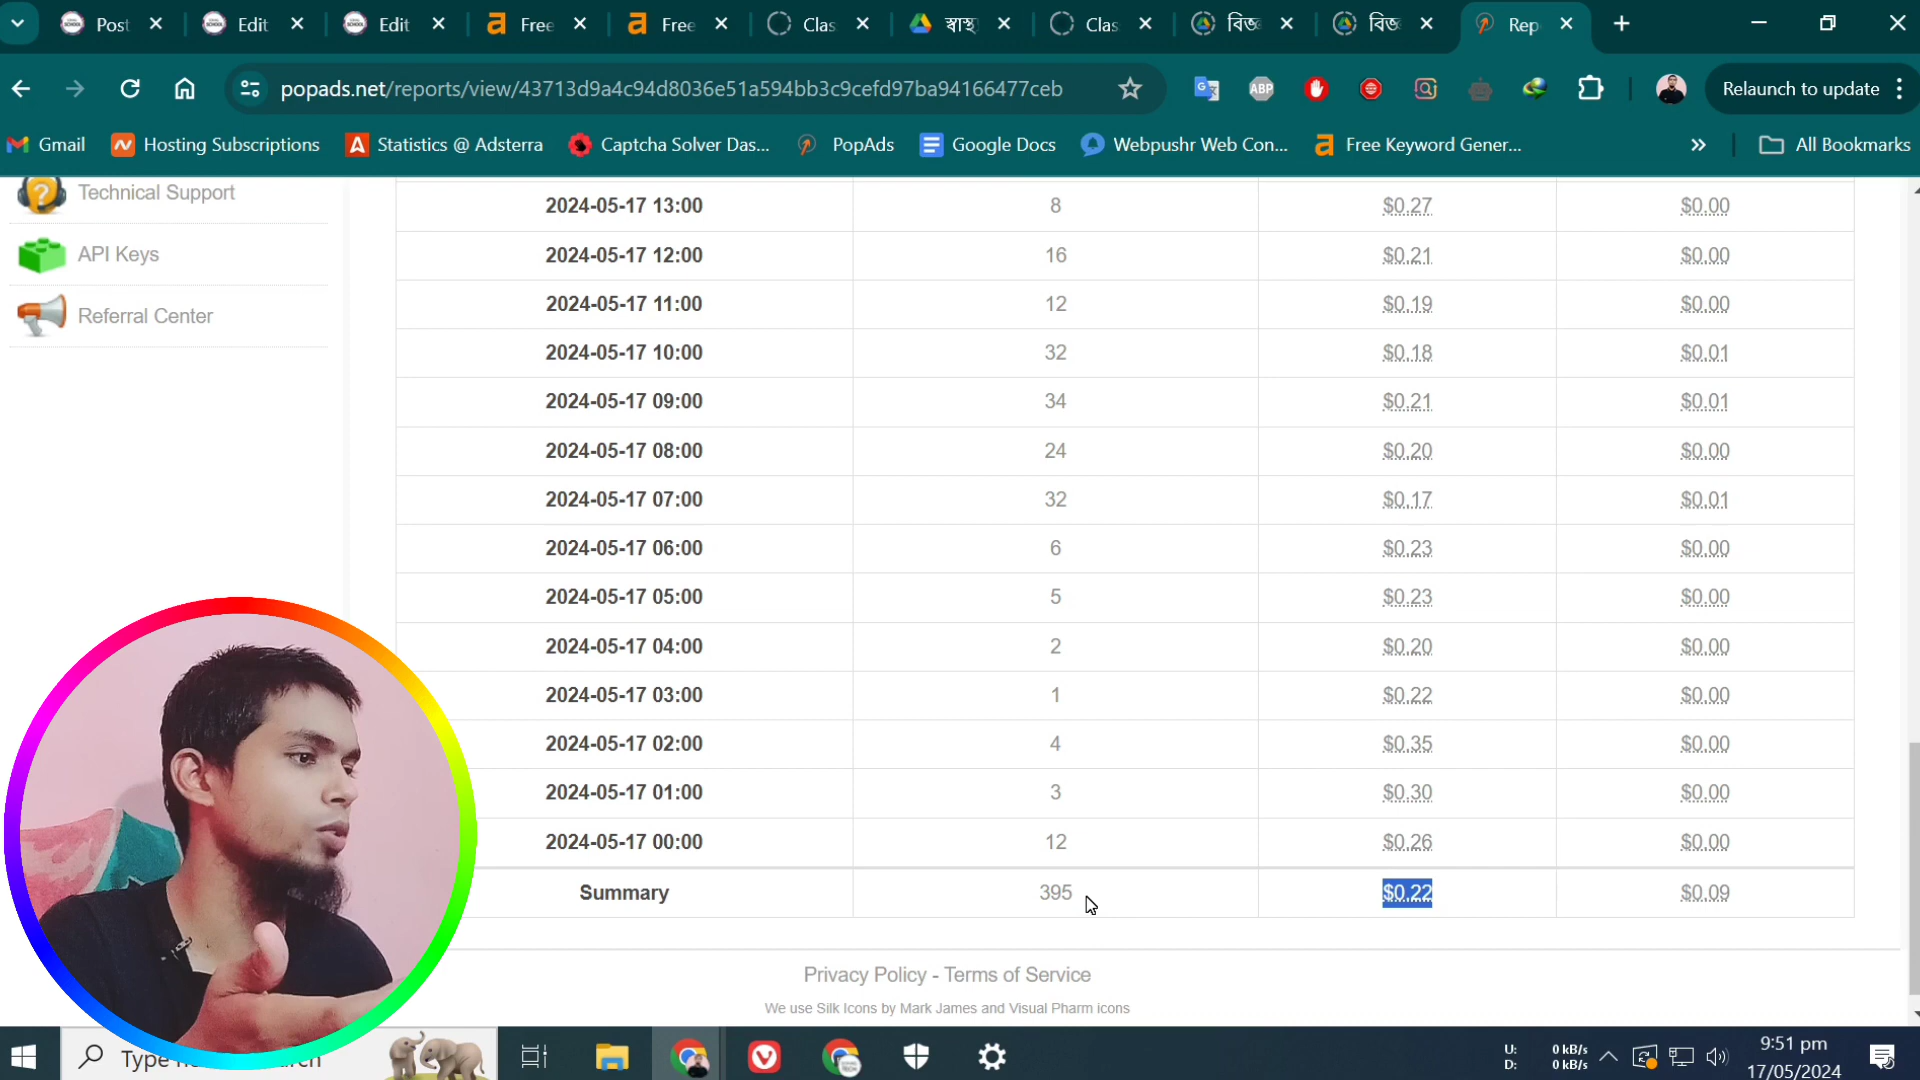 Post
Edit
Edit
Free
Free
Clas
স্বাস্থ
Clas
বিজ্ঞ
বিজ্ঞ
Rep
popads.net/reports/view/43713d9a4c94d8036e51a594bb3c9cefd97ba94166477ceb
Relaunch to update
Gmail
Hosting Subscriptions
Statistics @ Adsterra
Captcha Solver Das...
PopAds
Google Docs
Webpushr Web Con...
Free Keyword Gener...
»
All Bookmarks
Technical Support
API Keys
Referral Center
2024-05-17 13:00 8 $0.27 $0.00
2024-05-17 12:00 16 $0.21 $0.00
2024-05-17 11:00 12 $0.19 $0.00
2024-05-17 10:00 32 $0.18 $0.01
2024-05-17 09:00 34 $0.21 $0.01
2024-05-17 08:00 24 $0.20 $0.00
2024-05-17 07:00 32 $0.17 $0.01
2024-05-17 06:00 6 $0.23 $0.00
2024-05-17 05:00 5 $0.23 $0.00
2024-05-17 04:00 2 $0.20 $0.00
2024-05-17 03:00 1 $0.22 $0.00
2024-05-17 02:00 4 $0.35 $0.00
2024-05-17 01:00 3 $0.30 $0.00
2024-05-17 00:00 12 $0.26 $0.00
Summary 395 $0.22 $0.09
Privacy Policy - Terms of Service
We use Silk Icons by Mark James and Visual Pharm icons
Type
U: 0 kB/s
D: 0 kB/s
9:51 pm
17/05/2024